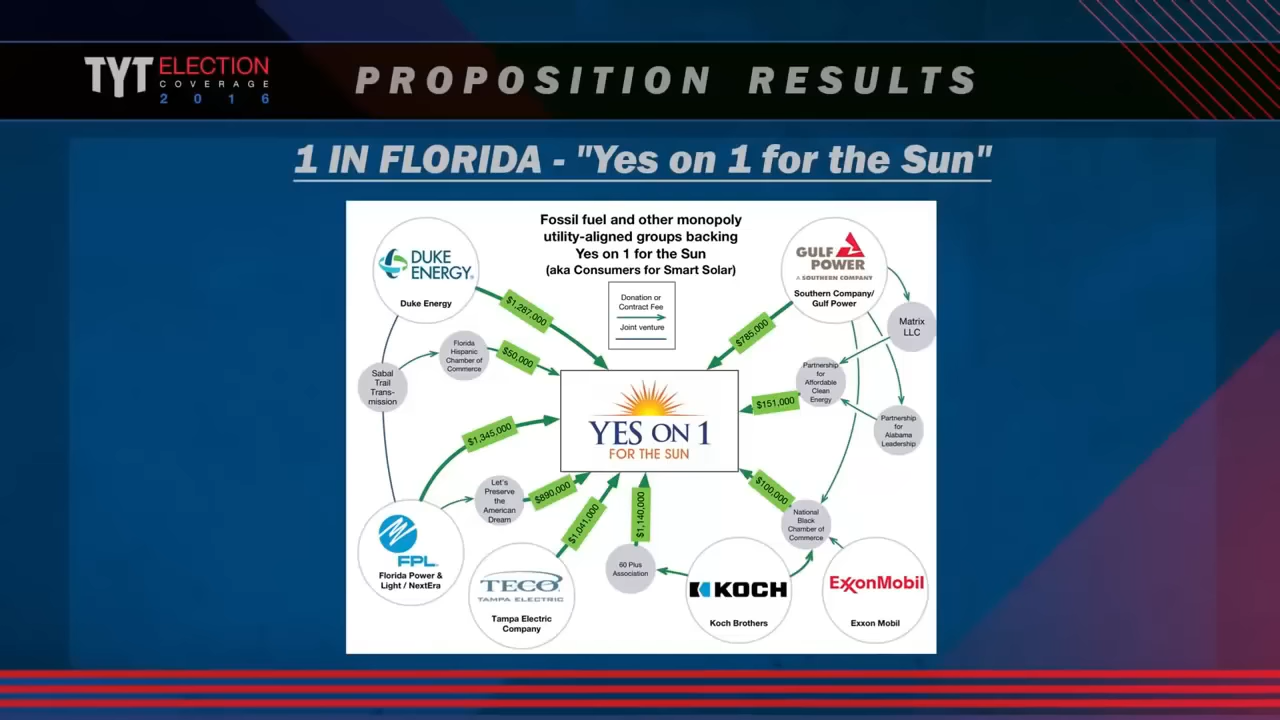 TYT ELECTION
COVERAGE
2016
PROPOSITION RESULTS
1 IN FLORIDA - "Yes on 1 for the Sun"
Fossil fuel and other monopoly
utility-aligned groups backing
Yes on 1 for the Sun
(aka Consumers for Smart Solar)
Donation or
Contract Fee
Joint venture
DUKE
ENERGY®
Duke Energy
$1,287,000
GULF
POWER
A SOUTHERN COMPANY
Southern Company/
Gulf Power
$785,000
Matrix
LLC
Florida
Hispanic
Chamber of
Commerce
$50,000
Sabal
Trail
Trans-
mission
Partnership
for
Affordable
Clean
Energy
$151,000
Partnership
for
Alabama
Leadership
YES ON 1
FOR THE SUN
$1,345,000
Let's
Preserve
the
American
Dream
$890,000
$1,041,000
$1,140,000
$100,000
National
Black
Chamber of
Commerce
FPL®
Florida Power &
Light / NextEra
TECO
TAMPA ELECTRIC
Tampa Electric
Company
60 Plus
Association
KOCH
Koch Brothers
ExxonMobil
Exxon Mobil